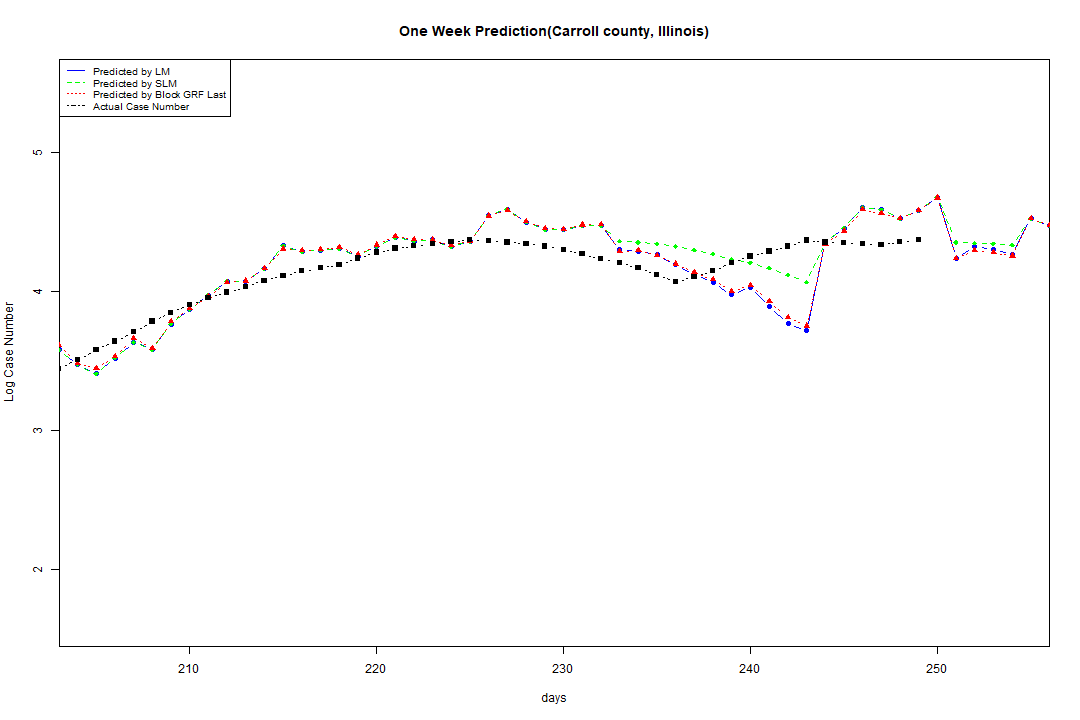 One Week Prediction(Carroll county, Illinois)
Predicted by LM
Predicted by SLM
Predicted by Block GRF Last
Actual Case Number
5
4
3
2
Log Case Number
210 220 230 240 250
days